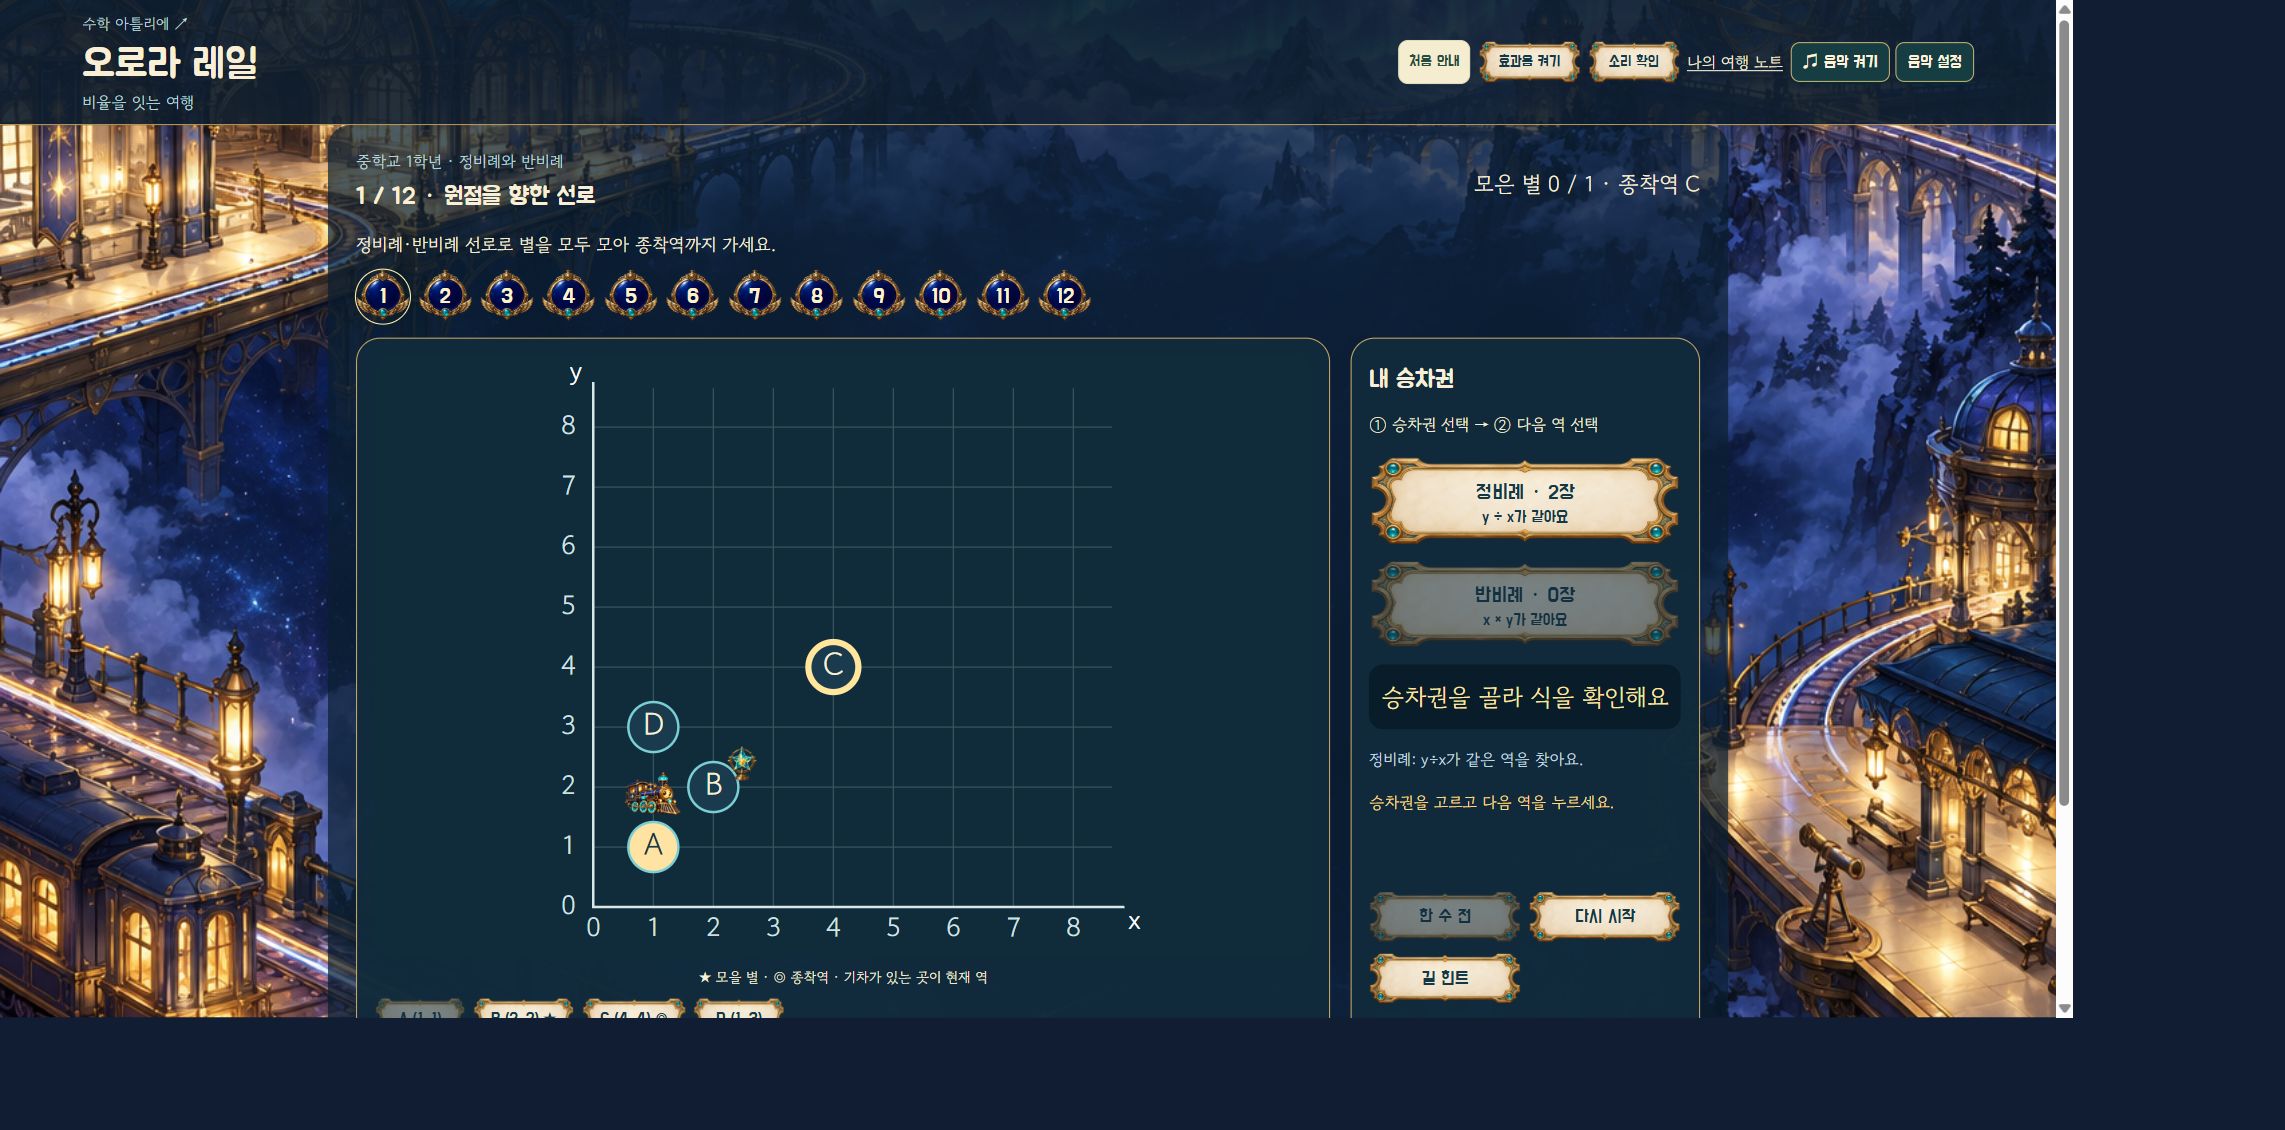 수학 아틀리에 ↗
오로라 레일
비율을 잇는 여행
처음 안내
효과음 켜기
소리 확인
나의 여행 노트
♫ 음악 켜기
음악 설정
중학교 1학년 · 정비례와 반비례
1 / 12 · 원점을 향한 선로
모은 별 0 / 1 · 종착역 C
정비례·반비례 선로로 별을 모두 모아 종착역까지 가세요.
1 2 3 4 5 6 7 8 9 10 11 12
y
8
7
6
5
4
3
2
1
0
C
D
B
A
0 1 2 3 4 5 6 7 8 x
★ 모을 별 · ◎ 종착역 · 기차가 있는 곳이 현재 역
A (1, 1) B (2, 2) ★ C (4, 4) ◎ D (1, 3)
내 승차권
① 승차권 선택 → ② 다음 역 선택
정비례 · 2장
y ÷ x가 같아요
반비례 · 0장
x × y가 같아요
승차권을 골라 식을 확인해요
정비례: y÷x가 같은 역을 찾아요.
승차권을 고르고 다음 역을 누르세요.
한 수 전
다시 시작
길 힌트